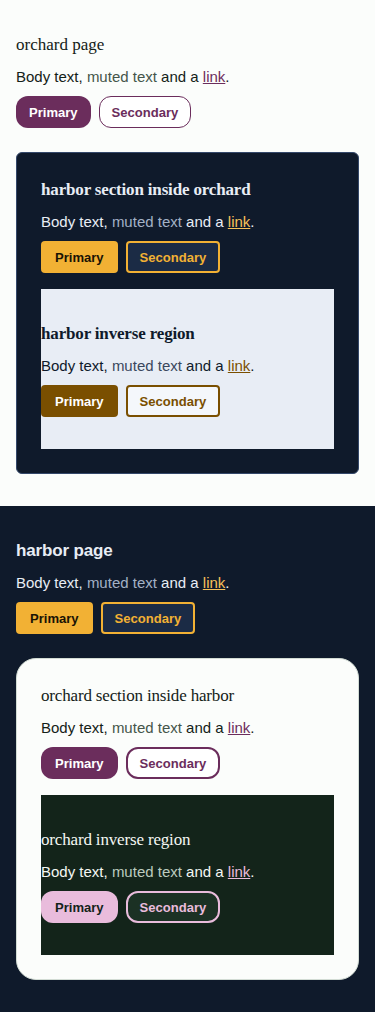 orchard page
Body text, muted text and a link.
Primary Secondary
harbor section inside orchard
Body text, muted text and a link.
Primary Secondary
harbor inverse region
Body text, muted text and a link.
Primary Secondary
harbor page
Body text, muted text and a link.
Primary Secondary
orchard section inside harbor
Body text, muted text and a link.
Primary Secondary
orchard inverse region
Body text, muted text and a link.
Primary Secondary